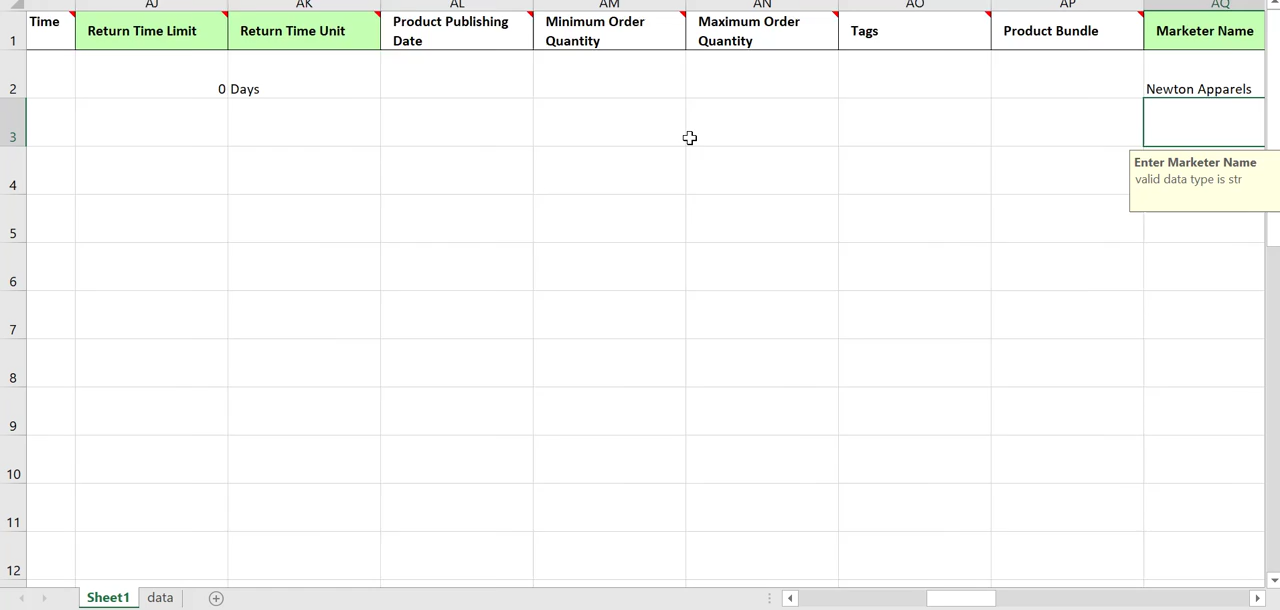 AJ AK AL AM AN AO AP AQ
1 Time Return Time Limit Return Time Unit Product Publishing Date Minimum Order Quantity Maximum Order Quantity Tags Product Bundle Marketer Name
2 0 Days Newton Apparels
3
Enter Marketer Name
valid data type is str
4
5
6
7
8
9
10
11
12
Sheet1 data